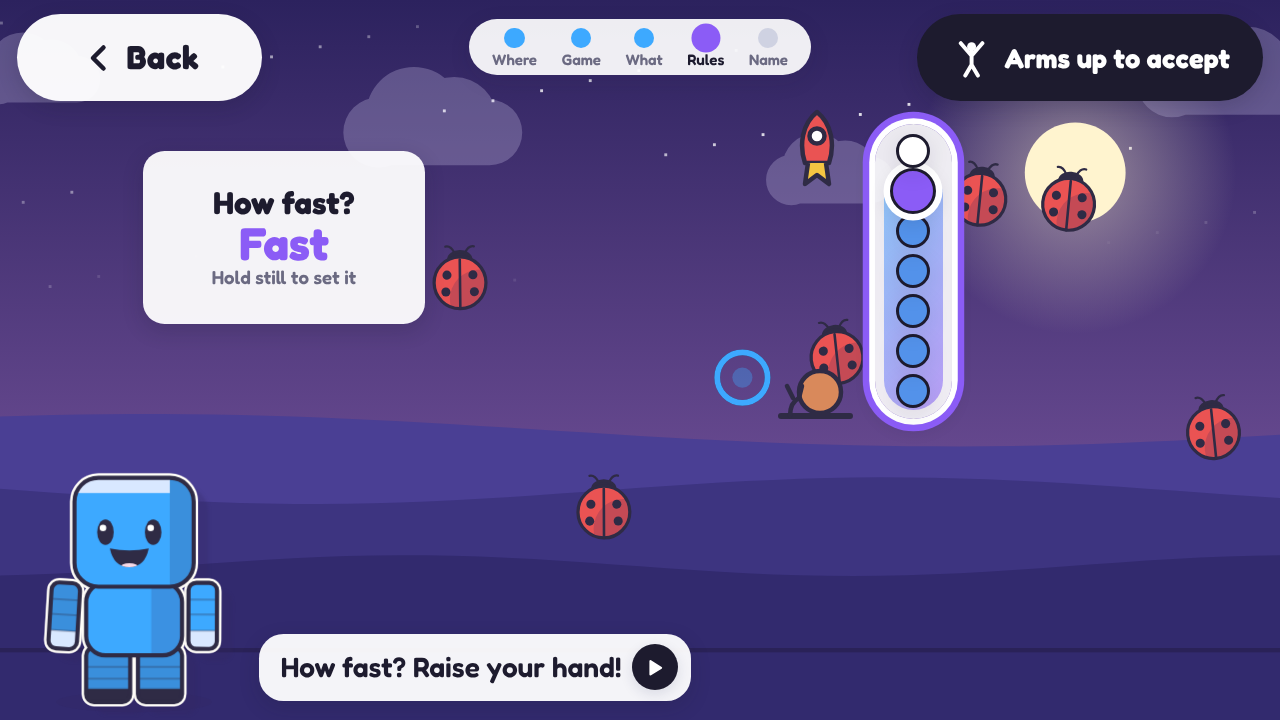 Back
Where
Game
What
Rules
Name
Arms up to accept
How fast?
Fast
Hold still to set it
How fast? Raise your hand!